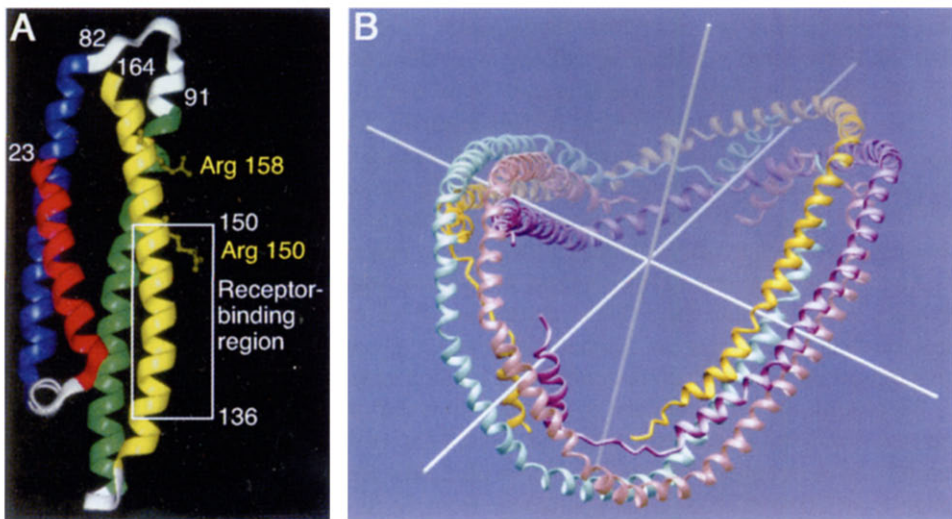 A
82
164
91
23
Arg 158
150
Arg 150
Receptor-
binding
region
136
B